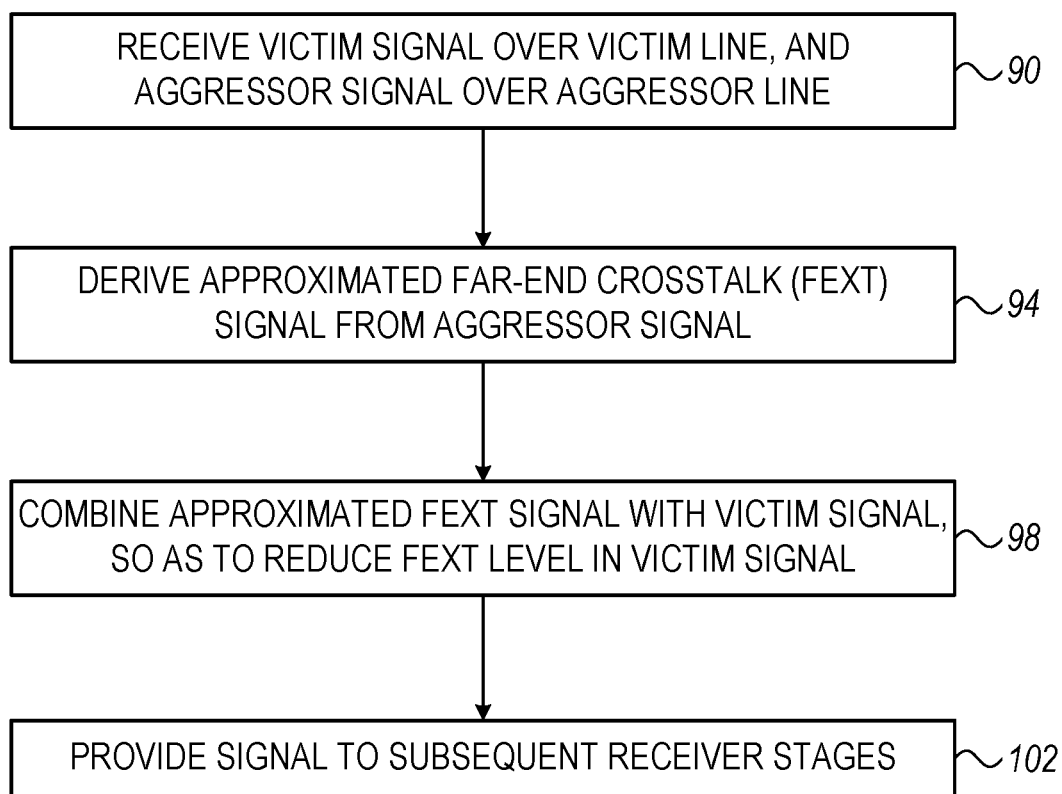 RECEIVE VICTIM SIGNAL OVER VICTIM LINE, AND
AGGRESSOR SIGNAL OVER AGGRESSOR LINE
90
DERIVE APPROXIMATED FAR-END CROSSTALK (FEXT)
SIGNAL FROM AGGRESSOR SIGNAL
94
COMBINE APPROXIMATED FEXT SIGNAL WITH VICTIM SIGNAL,
SO AS TO REDUCE FEXT LEVEL IN VICTIM SIGNAL
98
PROVIDE SIGNAL TO SUBSEQUENT RECEIVER STAGES
102